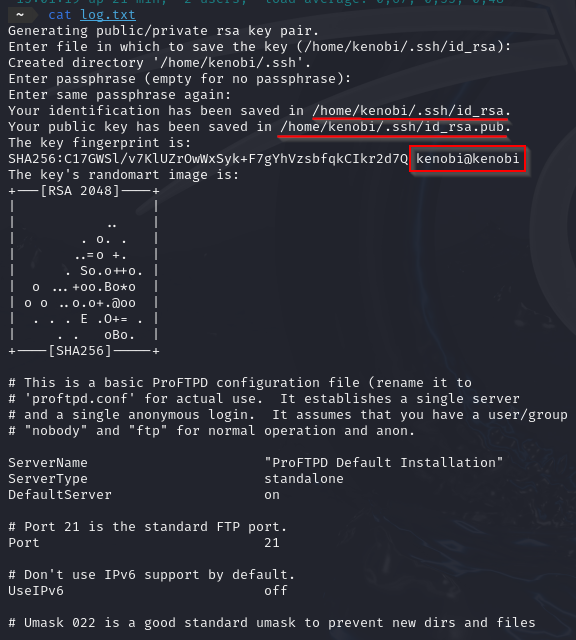 ~ cat log.txt
Generating public/private rsa key pair.
Enter file in which to save the key (/home/kenobi/.ssh/id_rsa):
Created directory '/home/kenobi/.ssh'.
Enter passphrase (empty for no passphrase):
Enter same passphrase again:
Your identification has been saved in /home/kenobi/.ssh/id_rsa.
Your public key has been saved in /home/kenobi/.ssh/id_rsa.pub.
The key fingerprint is:
SHA256:C17GWSl/v7KlUZrOwWxSyk+F7gYhVzsbfqkCIkr2d7Q kenobi@kenobi
The key's randomart image is:
+---[RSA 2048]----+
|                 |
|           ..    |
|        . o. .   |
|       ..=o +.   |
|      . So.o++o. |
|  o ...+oo.Bo*o  |
| o o ..o.o+.@oo  |
|  . . . E .O+= . |
|     . .   oBo.  |
+----[SHA256]-----+
# This is a basic ProFTPD configuration file (rename it to
# 'proftpd.conf' for actual use.  It establishes a single server
# and a single anonymous login.  It assumes that you have a user/group
# "nobody" and "ftp" for normal operation and anon.
ServerName                      "ProFTPD Default Installation"
ServerType                      standalone
DefaultServer                   on
# Port 21 is the standard FTP port.
Port                            21
# Don't use IPv6 support by default.
UseIPv6                         off
# Umask 022 is a good standard umask to prevent new dirs and files